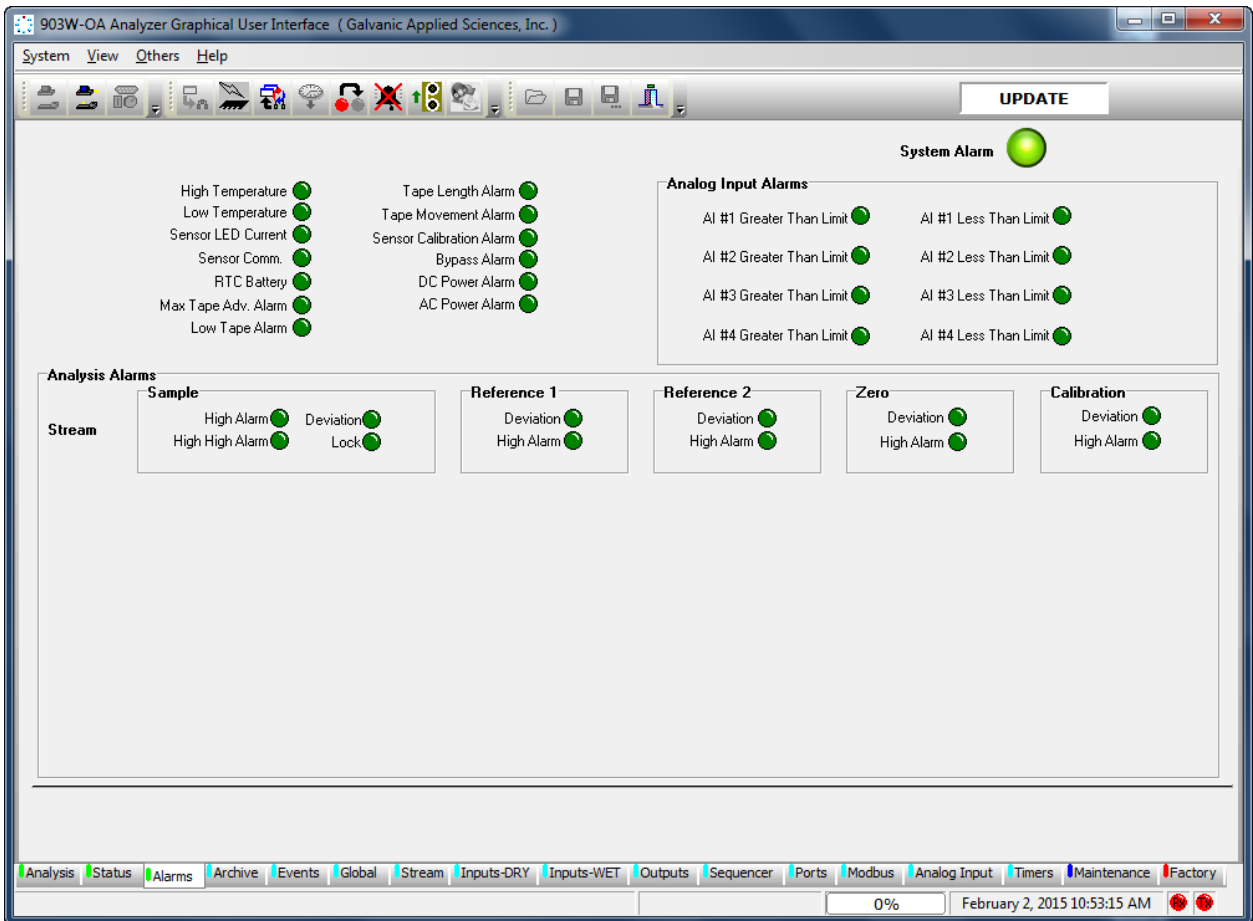 903W-OA Analyzer Graphical User Interface ( Galvanic Applied Sciences, Inc. )
System View Others Help
UPDATE
System Alarm
High Temperature
Low Temperature
Sensor LED Current
Sensor Comm.
RTC Battery
Max Tape Adv. Alarm
Low Tape Alarm
Tape Length Alarm
Tape Movement Alarm
Sensor Calibration Alarm
Bypass Alarm
DC Power Alarm
AC Power Alarm
Analog Input Alarms
AI #1 Greater Than Limit AI #1 Less Than Limit
AI #2 Greater Than Limit AI #2 Less Than Limit
AI #3 Greater Than Limit AI #3 Less Than Limit
AI #4 Greater Than Limit AI #4 Less Than Limit
Analysis Alarms
Stream
Sample
High Alarm Deviation
High High Alarm Lock
Reference 1
Deviation
High Alarm
Reference 2
Deviation
High Alarm
Zero
Deviation
High Alarm
Calibration
Deviation
High Alarm
Analysis Status Alarms Archive Events Global Stream Inputs-DRY Inputs-WET Outputs Sequencer Ports Modbus Analog Input Timers Maintenance Factory
0% February 2, 2015 10:53:15 AM Rx Tx